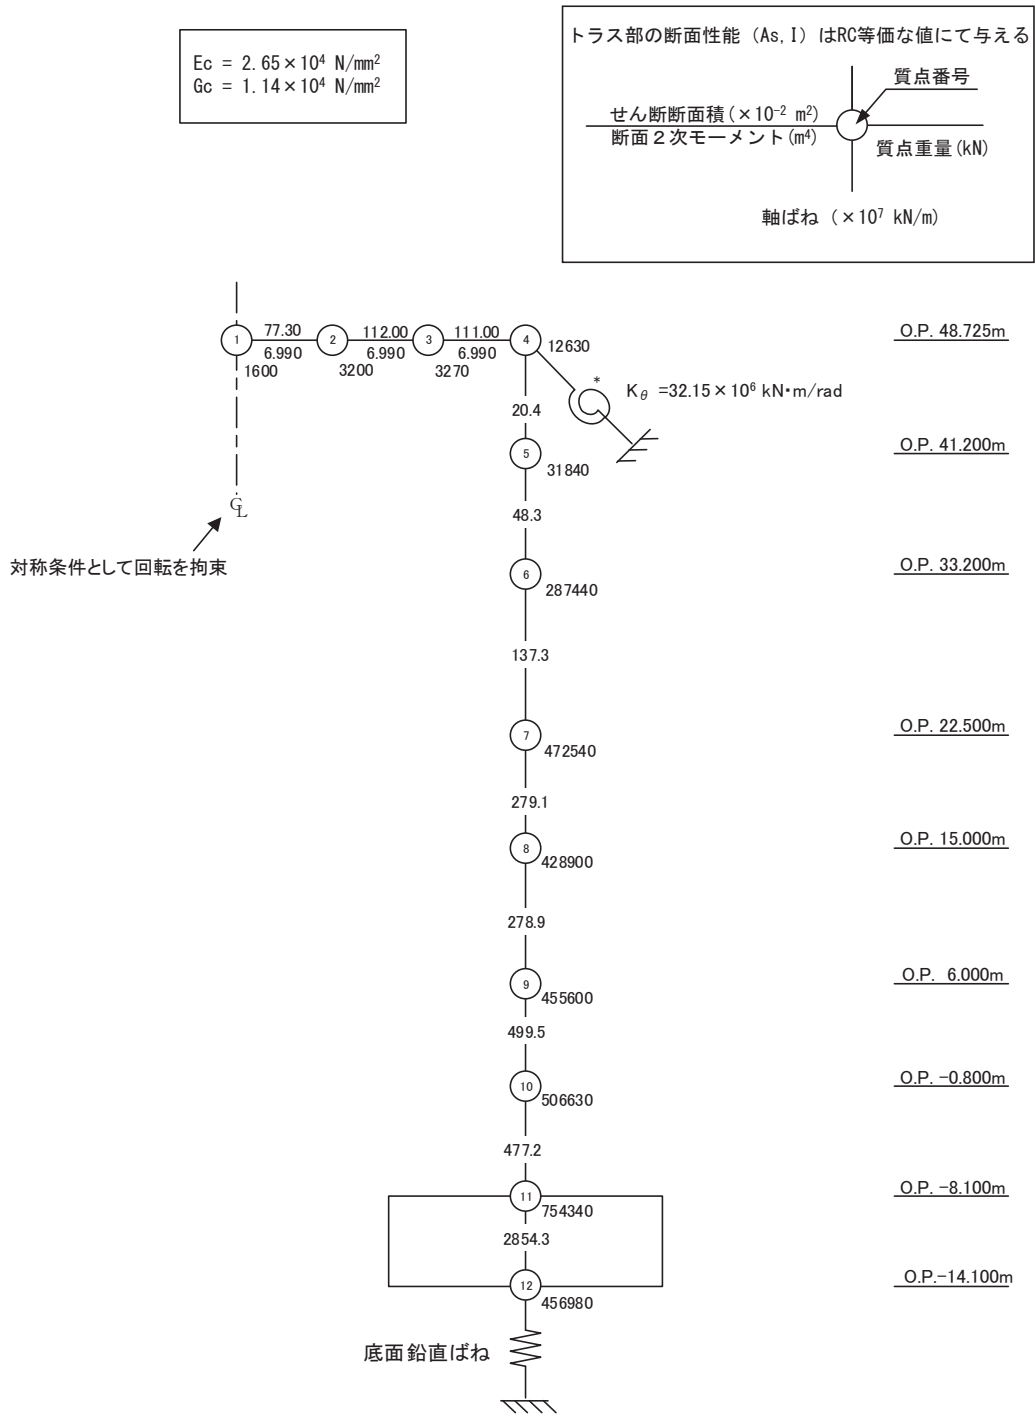 Ec = 2.65×10⁴ N/mm²
Gc = 1.14×10⁴ N/mm²
トラス部の断面性能（As,I）はRC等価な値にて与える
質点番号
せん断断面積(×10⁻² m²)
断面２次モーメント(m⁴)
質点重量(kN)
軸ばね（×10⁷ kN/m）
1
77.30
6.990
1600
2
112.00
6.990
3200
3
111.00
6.990
3270
4
12630
O.P. 48.725m
*
Kθ =32.15×10⁶ kN・m/rad
20.4
5
31840
O.P. 41.200m
48.3
℄
対称条件として回転を拘束
6
287440
O.P. 33.200m
137.3
7
472540
O.P. 22.500m
279.1
8
428900
O.P. 15.000m
278.9
9
455600
O.P. 6.000m
499.5
10
506630
O.P. -0.800m
477.2
11
754340
O.P. -8.100m
2854.3
12
456980
O.P.-14.100m
底面鉛直ばね